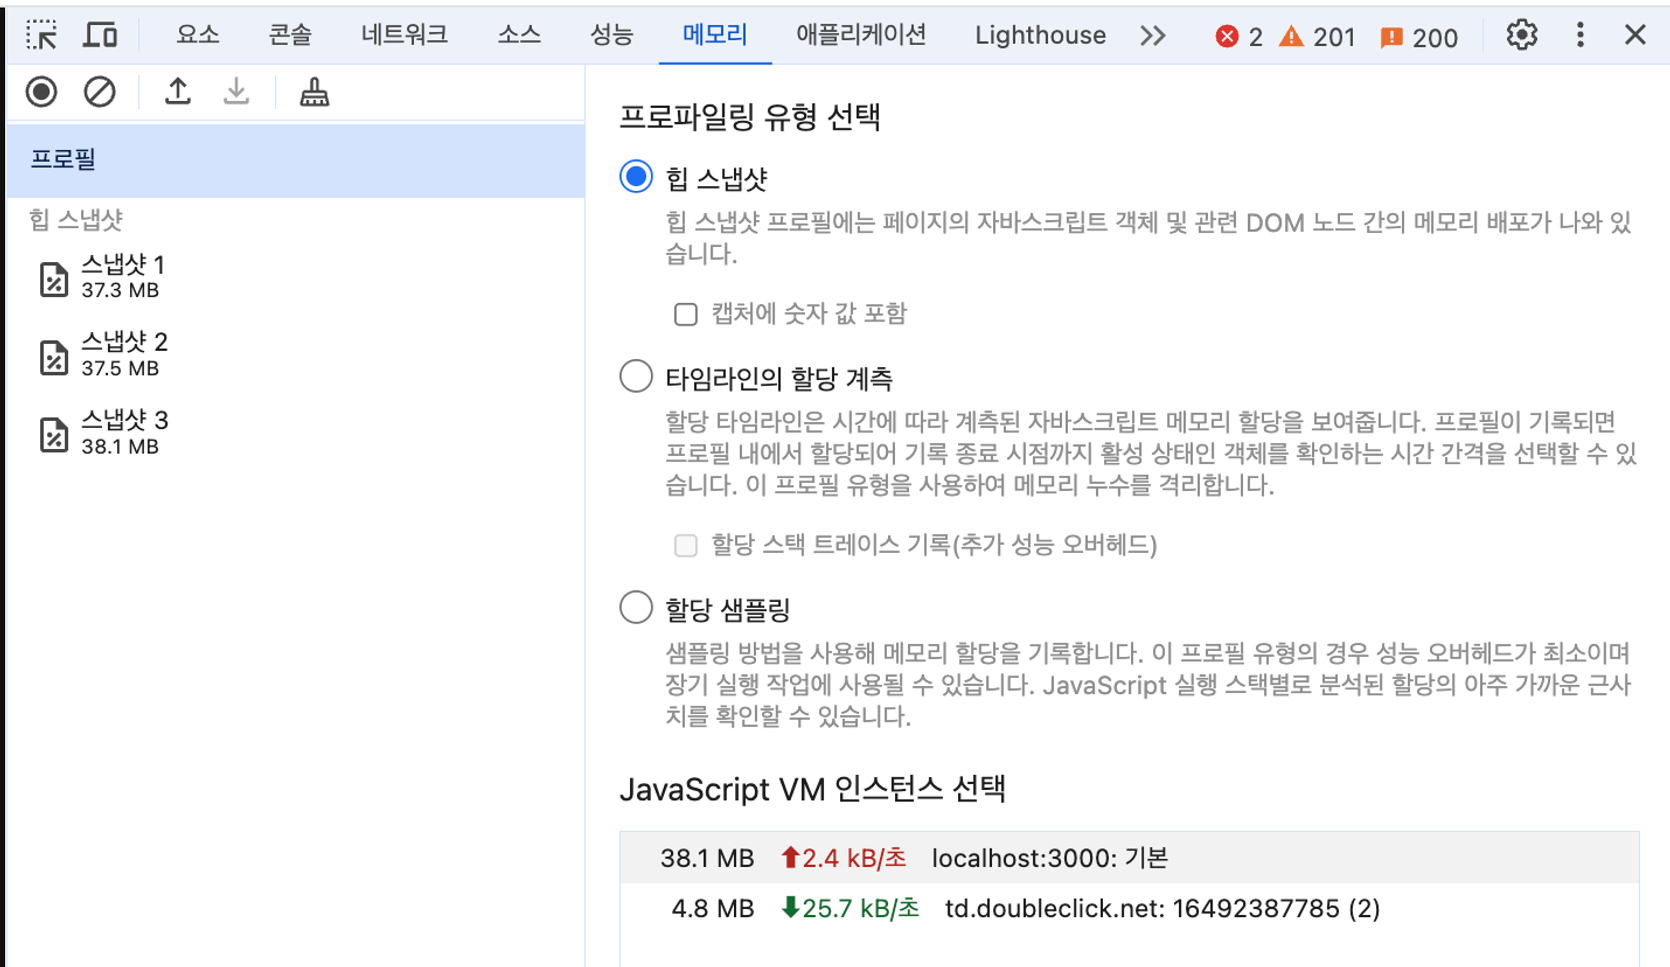 요소 콘솔 네트워크 소스 성능 메모리 애플리케이션 Lighthouse 2 201 200
프로필
힙 스냅샷
스냅샷 1
37.3 MB
스냅샷 2
37.5 MB
스냅샷 3
38.1 MB
프로파일링 유형 선택
힙 스냅샷
힙 스냅샷 프로필에는 페이지의 자바스크립트 객체 및 관련 DOM 노드 간의 메모리 배포가 나와 있
습니다.
캡처에 숫자 값 포함
타임라인의 할당 계측
할당 타임라인은 시간에 따라 계측된 자바스크립트 메모리 할당을 보여줍니다. 프로필이 기록되면
프로필 내에서 할당되어 기록 종료 시점까지 활성 상태인 객체를 확인하는 시간 간격을 선택할 수 있
습니다. 이 프로필 유형을 사용하여 메모리 누수를 격리합니다.
할당 스택 트레이스 기록(추가 성능 오버헤드)
할당 샘플링
샘플링 방법을 사용해 메모리 할당을 기록합니다. 이 프로필 유형의 경우 성능 오버헤드가 최소이며
장기 실행 작업에 사용될 수 있습니다. JavaScript 실행 스택별로 분석된 할당의 아주 가까운 근사
치를 확인할 수 있습니다.
JavaScript VM 인스턴스 선택
38.1 MB 2.4 kB/초 localhost:3000: 기본
4.8 MB 25.7 kB/초 td.doubleclick.net: 16492387785 (2)